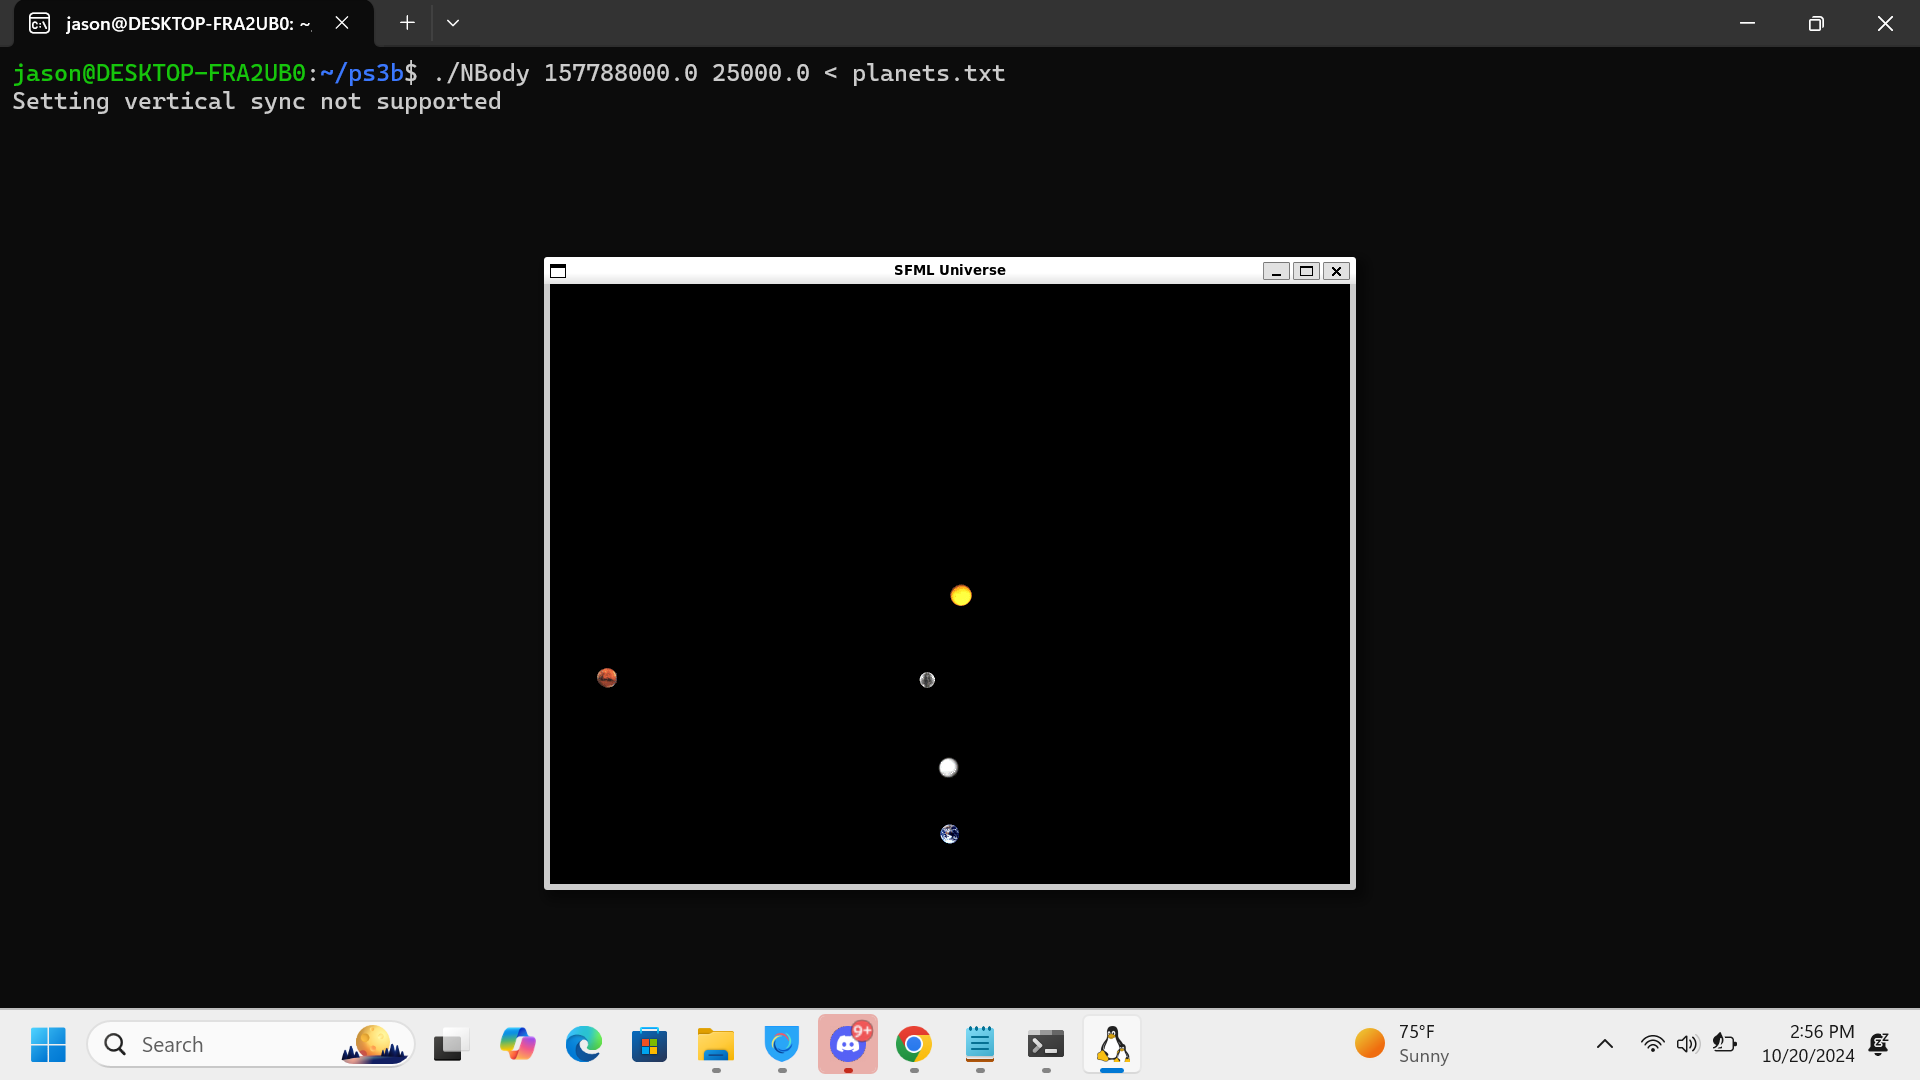 jason@DESKTOP-FRA2UB0: ~
jason@DESKTOP-FRA2UB0:~/ps3b$ ./NBody 157788000.0 25000.0 < planets.txt
Setting vertical sync not supported
SFML Universe
Search
9+
75°F
Sunny
2:56 PM
10/20/2024